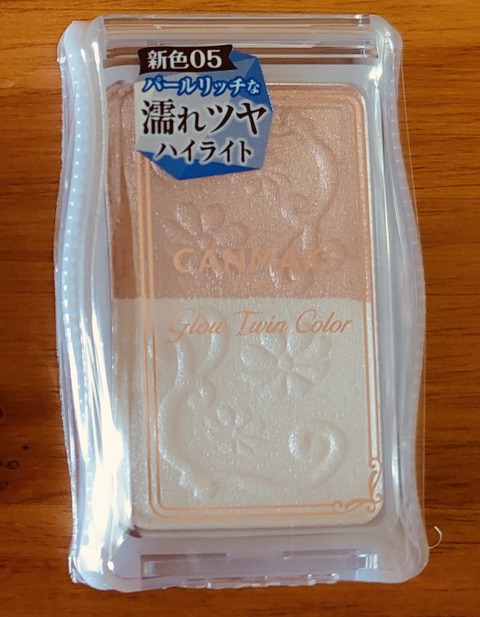 新色05
パールリッチな
濡れツヤ
ハイライト
CANMAKE
Glow Twin Color